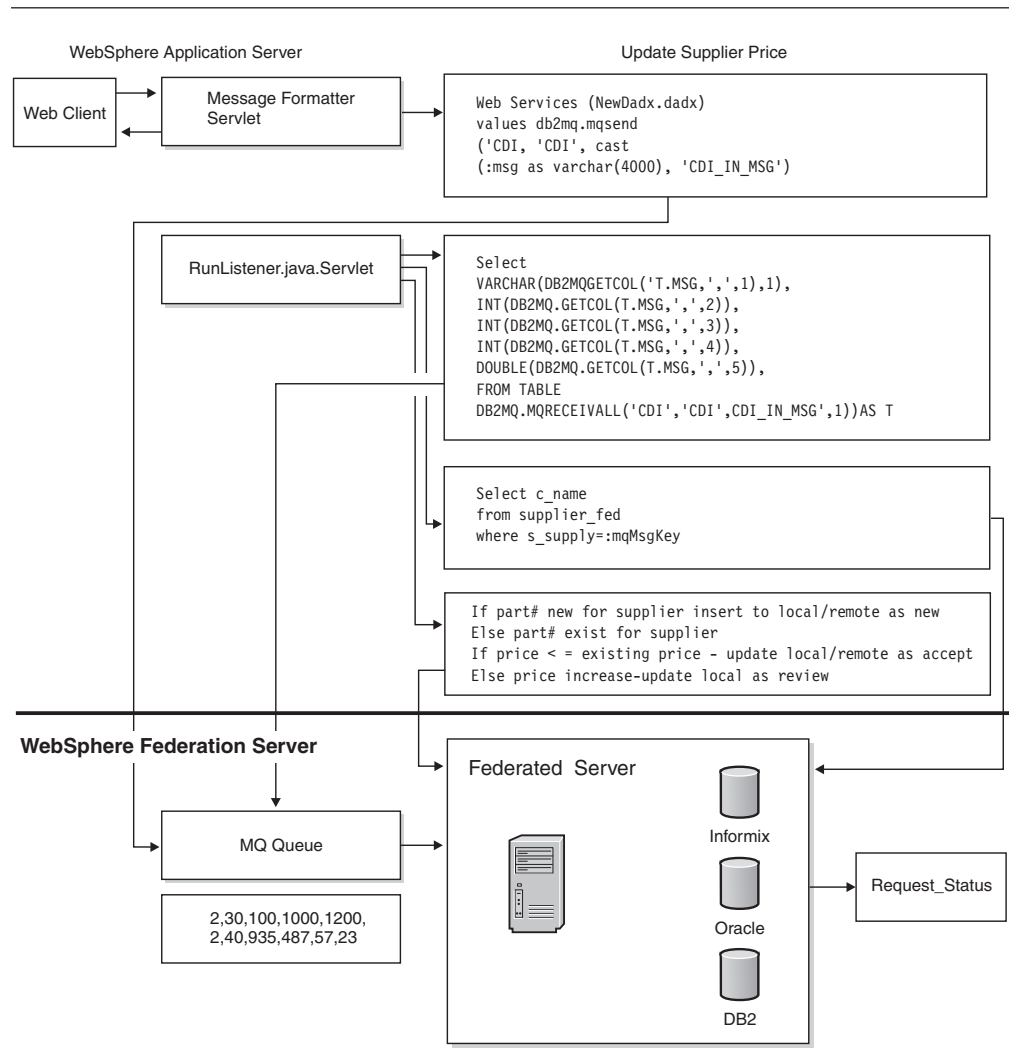 WebSphere Application Server
Update Supplier Price
Web Client
Message Formatter
Servlet
Web Services (NewDadx.dadx)
values db2mq.mqsend
('CDI, 'CDI', cast
(:msg as varchar(4000), 'CDI_IN_MSG')
RunListener.java.Servlet
Select
VARCHAR(DB2MQGETCOL('T.MSG,',',1),1),
INT(DB2MQ.GETCOL(T.MSG,',',2)),
INT(DB2MQ.GETCOL(T.MSG,',',3)),
INT(DB2MQ.GETCOL(T.MSG,',',4)),
DOUBLE(DB2MQ.GETCOL(T.MSG,',',5)),
FROM TABLE
DB2MQ.MQRECEIVALL('CDI','CDI',CDI_IN_MSG',1))AS T
Select c_name
from supplier_fed
where s_supply=:mqMsgKey
If part# new for supplier insert to local/remote as new
Else part# exist for supplier
If price < = existing price - update local/remote as accept
Else price increase-update local as review
WebSphere Federation Server
Federated Server
Informix
MQ Queue
Request_Status
2,30,100,1000,1200,
2,40,935,487,57,23
Oracle
DB2